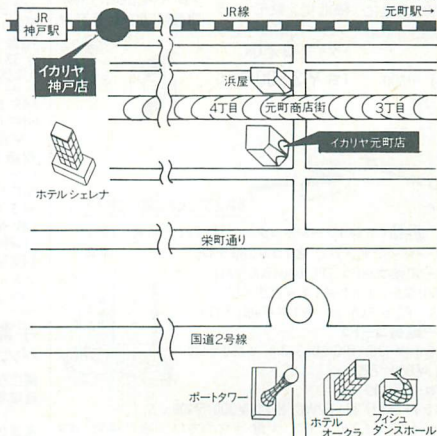 JR線
元町駅→
JR
神戸駅
イカリヤ
神戸店
浜屋
4丁目
元町商店街
3丁目
イカリヤ元町店
ホテルシェレナ
栄町通り
国道2号線
ポートタワー
ホテル
オークラ
フィシュ
ダンスホール